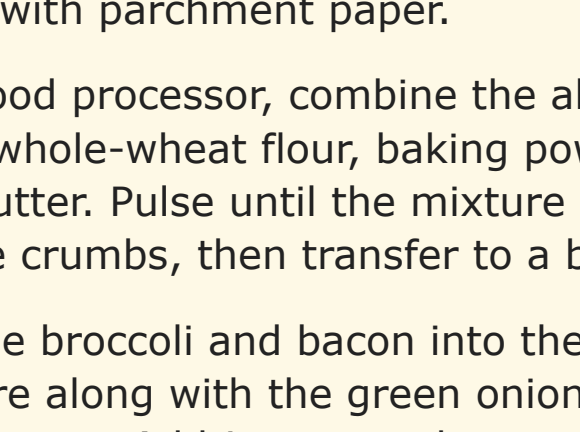 with parchment paper.
ood processor, combine the al
whole-wheat flour, baking pow
utter. Pulse until the mixture
e crumbs, then transfer to a b
e broccoli and bacon into the
re along with the green onion